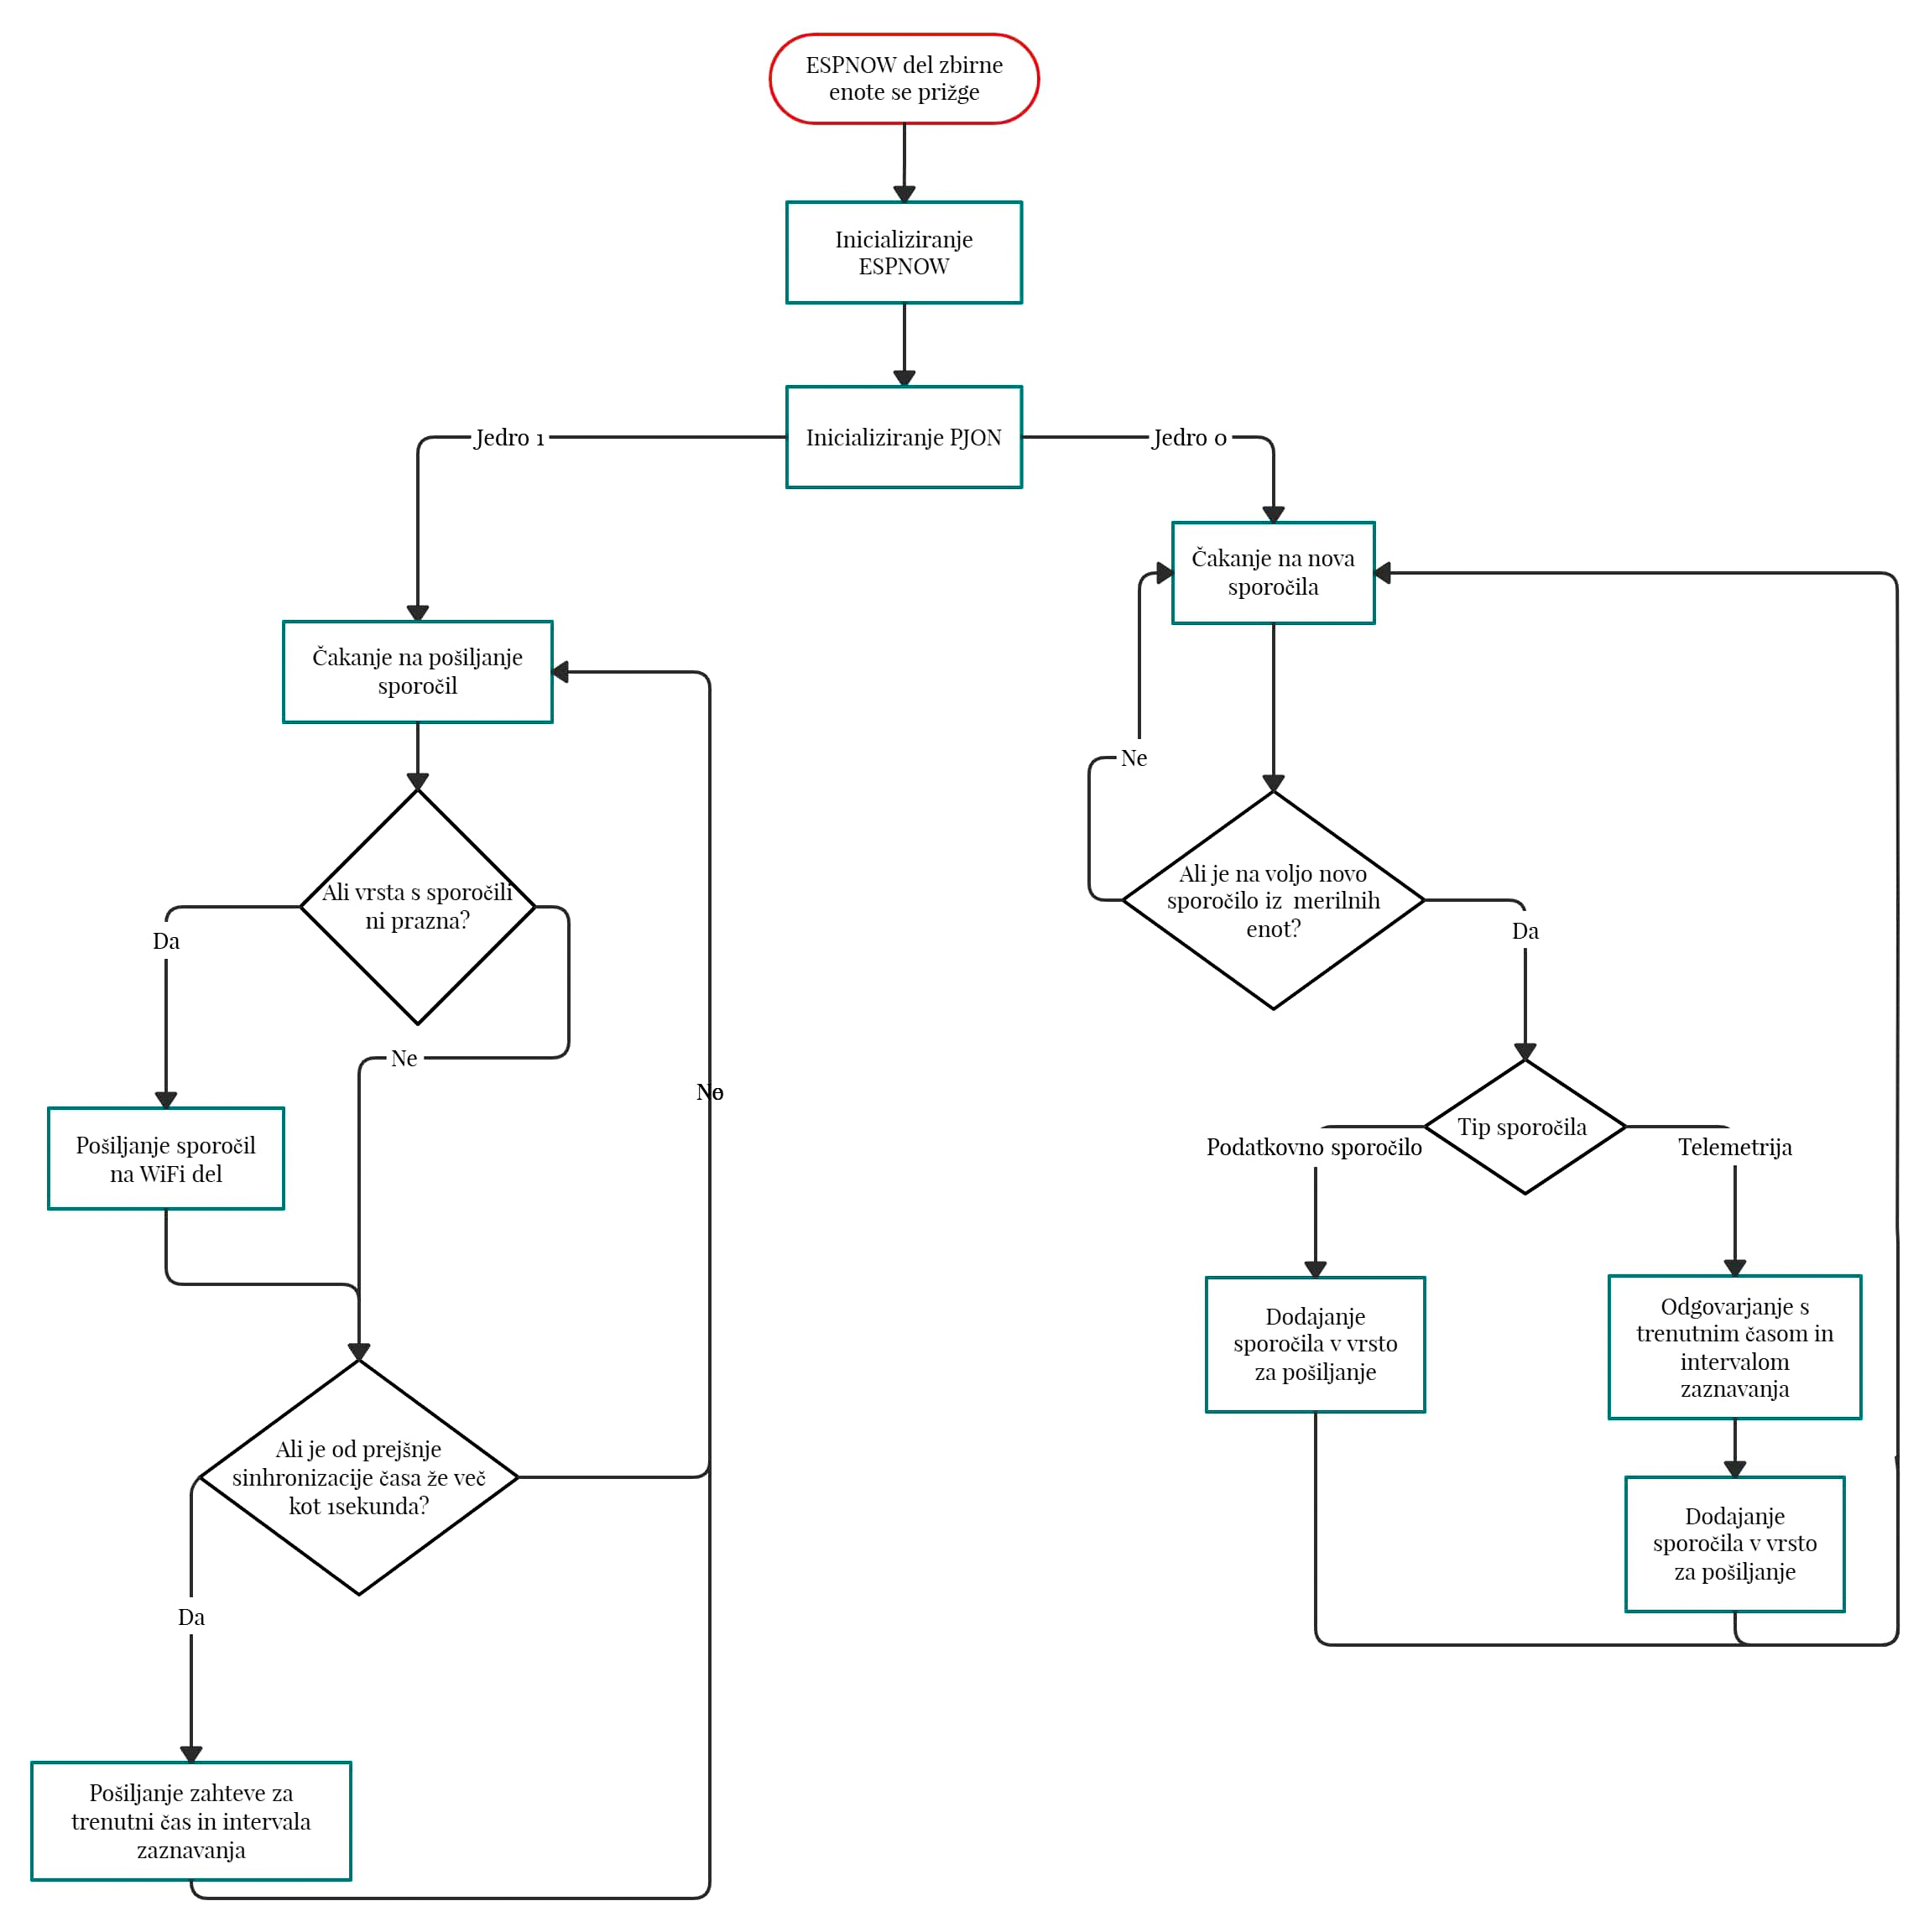 ESPNOW del zbirne
enote se prižge
Inicializiranje
ESPNOW
Inicializiranje PJON
Jedro 1
Jedro 0
Čakanje na nova
sporočila
Čakanje na pošiljanje
sporočil
Ne
Ali vrsta s sporočili
ni prazna?
Ali je na voljo novo
sporočilo iz  merilnih
enot?
Da
Da
Ne
Podatkovno sporočilo
Tip sporočila
Telemetrija
Pošiljanje sporočil
na WiFi del
Dodajanje
sporočila v vrsto
za pošiljanje
Odgovarjanje s
trenutnim časom in
intervalom
zaznavanja
Ali je od prejšnje
sinhronizacije časa že več
kot 1sekunda?
Dodajanje
sporočila v vrsto
za pošiljanje
Da
Pošiljanje zahteve za
trenutni čas in intervala
zaznavanja